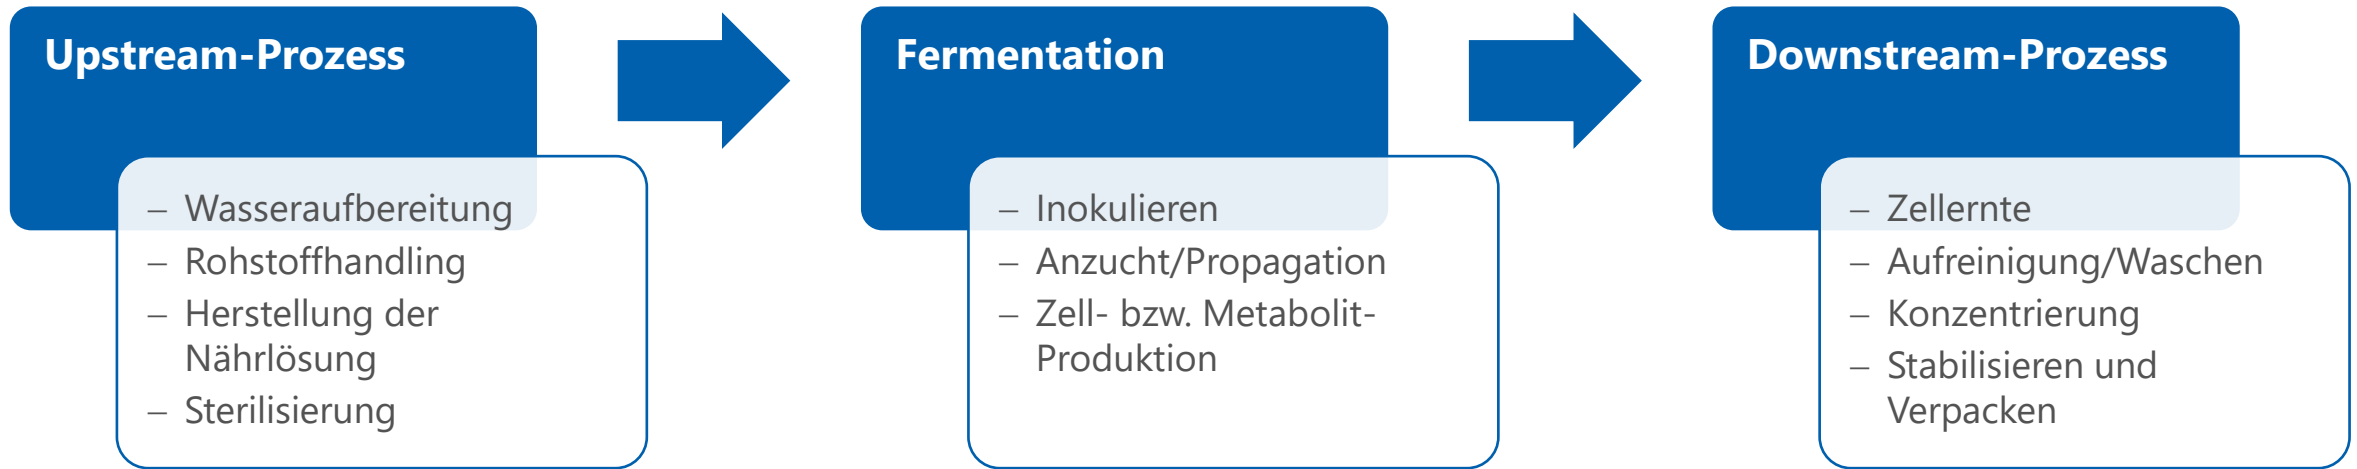 Upstream-Prozess
– Wasseraufbereitung
– Rohstoffhandling
– Herstellung der
Nährlösung
– Sterilisierung
Fermentation
– Inokulieren
– Anzucht/Propagation
– Zell- bzw. Metabolit-
Produktion
Downstream-Prozess
– Zellernte
– Aufreinigung/Waschen
– Konzentrierung
– Stabilisieren und
Verpacken